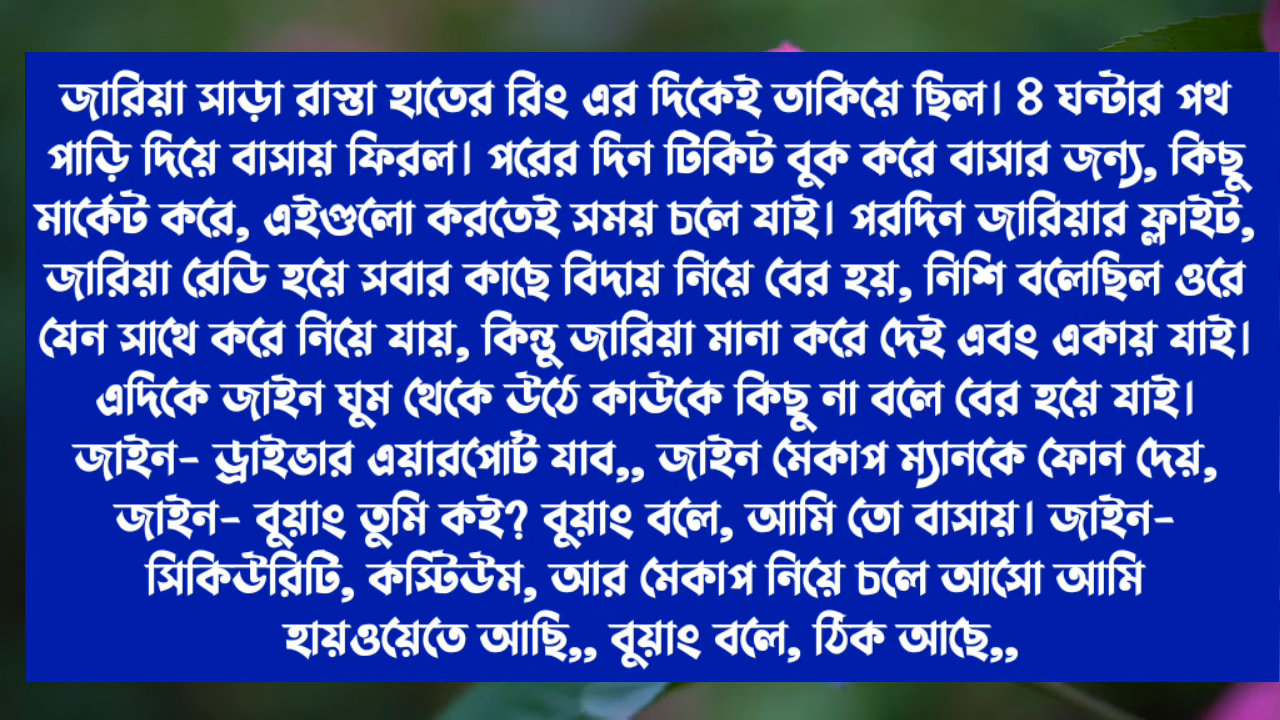 জারিয়া সাড়া রাস্তা হাতের রিং এর দিকেই তাকিয়ে ছিল। ৪ ঘন্টার পথ
পাড়ি দিয়ে বাসায় ফিরল। পরের দিন টিকিট বুক করে বাসার জন্য, কিছু
মার্কেট করে, এইগুলো করতেই সময় চলে যাই। পরদিন জারিয়ার ফ্লাইট,
জারিয়া রেডি হয়ে সবার কাছে বিদায় নিয়ে বের হয়, নিশি বলেছিল ওরে
যেন সাথে করে নিয়ে যায়, কিন্তু জারিয়া মানা করে দেই এবং একায় যাই।
এদিকে জাইন ঘুম থেকে উঠে কাউকে কিছু না বলে বের হয়ে যাই।
জাইন- ড্রাইভার এয়ারপোর্ট যাব,, জাইন মেকাপ ম্যানকে ফোন দেয়,
জাইন- বুয়াং তুমি কই? বুয়াং বলে, আমি তো বাসায়। জাইন-
সিকিউরিটি, কস্টিউম, আর মেকাপ নিয়ে চলে আসো আমি
হায়ওয়েতে আছি,, বুয়াং বলে, ঠিক আছে,,